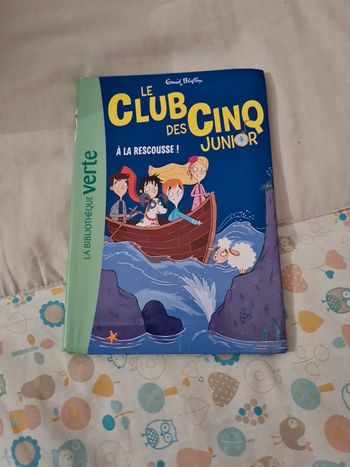 Enid Blyton
LE
CLUB
DES
CINQ
JUNIOR
À LA RESCOUSSE !
LA BIBLIOTHÈQUE Verte